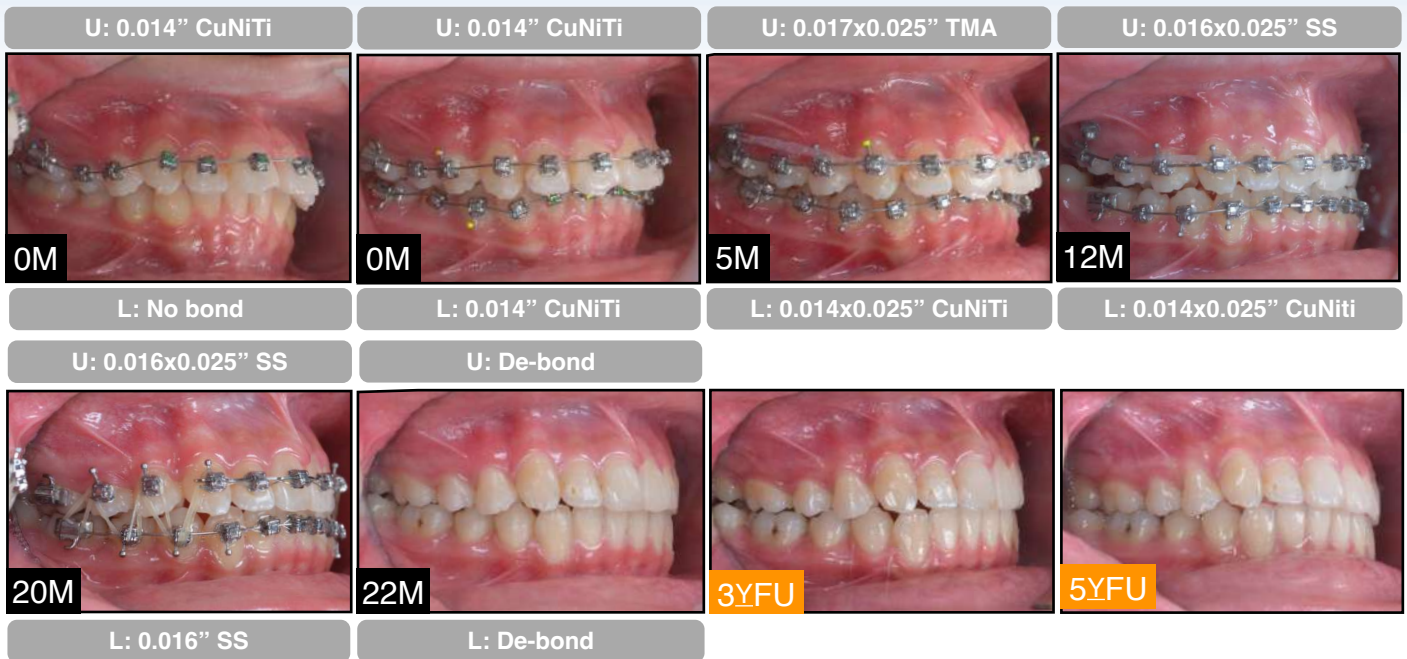 U: 0.014” CuNiTi
U: 0.014” CuNiTi
U: 0.017x0.025” TMA
U: 0.016x0.025” SS
0M
0M
5M
12M
L: No bond
L: 0.014” CuNiTi
L: 0.014x0.025” CuNiTi
L: 0.014x0.025” CuNiti
U: 0.016x0.025” SS
U: De-bond
20M
22M
3YFU
5YFU
L: 0.016” SS
L: De-bond